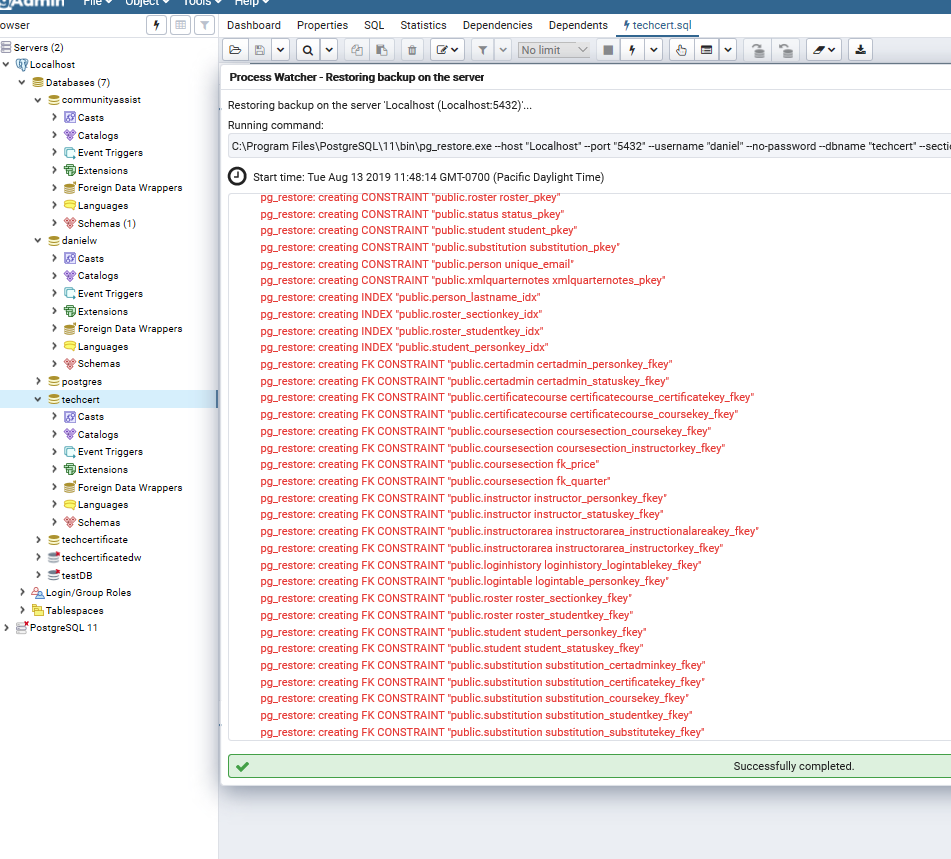 gAdmin File Object Tools Help
owser
Dashboard Properties SQL Statistics Dependencies Dependents techcert.sql
No limit
Servers (2)
Localhost
Databases (7)
communityassist
Casts
Catalogs
Event Triggers
Extensions
Foreign Data Wrappers
Languages
Schemas (1)
danielw
Casts
Catalogs
Event Triggers
Extensions
Foreign Data Wrappers
Languages
Schemas
postgres
techcert
Casts
Catalogs
Event Triggers
Extensions
Foreign Data Wrappers
Languages
Schemas
techcertificate
techcertificatedw
testDB
Login/Group Roles
Tablespaces
PostgreSQL 11
Process Watcher - Restoring backup on the server
Restoring backup on the server 'Localhost (Localhost:5432)'...
Running command:
C:\Program Files\PostgreSQL\11\bin\pg_restore.exe --host "Localhost" --port "5432" --username "daniel" --no-password --dbname "techcert" --secti
Start time: Tue Aug 13 2019 11:48:14 GMT-0700 (Pacific Daylight Time)
pg_restore: creating CONSTRAINT "public.roster roster_pkey"
pg_restore: creating CONSTRAINT "public.status status_pkey"
pg_restore: creating CONSTRAINT "public.student student_pkey"
pg_restore: creating CONSTRAINT "public.substitution substitution_pkey"
pg_restore: creating CONSTRAINT "public.person unique_email"
pg_restore: creating CONSTRAINT "public.xmlquarternotes xmlquarternotes_pkey"
pg_restore: creating INDEX "public.person_lastname_idx"
pg_restore: creating INDEX "public.roster_sectionkey_idx"
pg_restore: creating INDEX "public.roster_studentkey_idx"
pg_restore: creating INDEX "public.student_personkey_idx"
pg_restore: creating FK CONSTRAINT "public.certadmin certadmin_personkey_fkey"
pg_restore: creating FK CONSTRAINT "public.certadmin certadmin_statuskey_fkey"
pg_restore: creating FK CONSTRAINT "public.certificatecourse certificatecourse_certificatekey_fkey"
pg_restore: creating FK CONSTRAINT "public.certificatecourse certificatecourse_coursekey_fkey"
pg_restore: creating FK CONSTRAINT "public.coursesection coursesection_coursekey_fkey"
pg_restore: creating FK CONSTRAINT "public.coursesection coursesection_instructorkey_fkey"
pg_restore: creating FK CONSTRAINT "public.coursesection fk_price"
pg_restore: creating FK CONSTRAINT "public.coursesection fk_quarter"
pg_restore: creating FK CONSTRAINT "public.instructor instructor_personkey_fkey"
pg_restore: creating FK CONSTRAINT "public.instructor instructor_statuskey_fkey"
pg_restore: creating FK CONSTRAINT "public.instructorarea instructorarea_instructionalareakey_fkey"
pg_restore: creating FK CONSTRAINT "public.instructorarea instructorarea_instructorkey_fkey"
pg_restore: creating FK CONSTRAINT "public.loginhistory loginhistory_logintablekey_fkey"
pg_restore: creating FK CONSTRAINT "public.logintable logintable_personkey_fkey"
pg_restore: creating FK CONSTRAINT "public.roster roster_sectionkey_fkey"
pg_restore: creating FK CONSTRAINT "public.roster roster_studentkey_fkey"
pg_restore: creating FK CONSTRAINT "public.student student_personkey_fkey"
pg_restore: creating FK CONSTRAINT "public.student student_statuskey_fkey"
pg_restore: creating FK CONSTRAINT "public.substitution substitution_certadminkey_fkey"
pg_restore: creating FK CONSTRAINT "public.substitution substitution_certificatekey_fkey"
pg_restore: creating FK CONSTRAINT "public.substitution substitution_coursekey_fkey"
pg_restore: creating FK CONSTRAINT "public.substitution substitution_studentkey_fkey"
pg_restore: creating FK CONSTRAINT "public.substitution substitution_substitutekey_fkey"
Successfully completed.